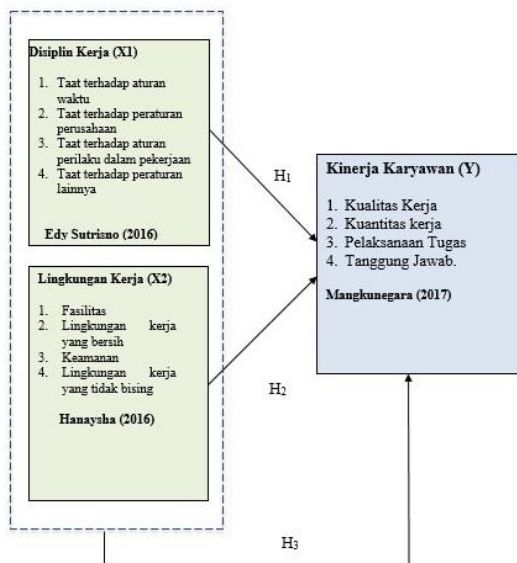 Disiplin Kerja (X1)
1. Taat terhadap aturan
waktu
2. Taat terhadap peraturan
perusahaan
3. Taat terhadap aturan
perilaku dalam pekerjaan
4. Taat terhadap peraturan
lainnya
Edy Sutrisno (2016)
Lingkungan Kerja (X2)
1. Fasilitas
2. Lingkungan kerja
yang bersih
3. Keamanan
4. Lingkungan kerja
yang tidak bising
Hanaysha (2016)
H1
H2
H3
Kinerja Karyawan (Y)
1. Kualitas Kerja
2. Kuantitas kerja
3. Pelaksanaan Tugas
4. Tanggung Jawab.
Mangkunegara (2017)